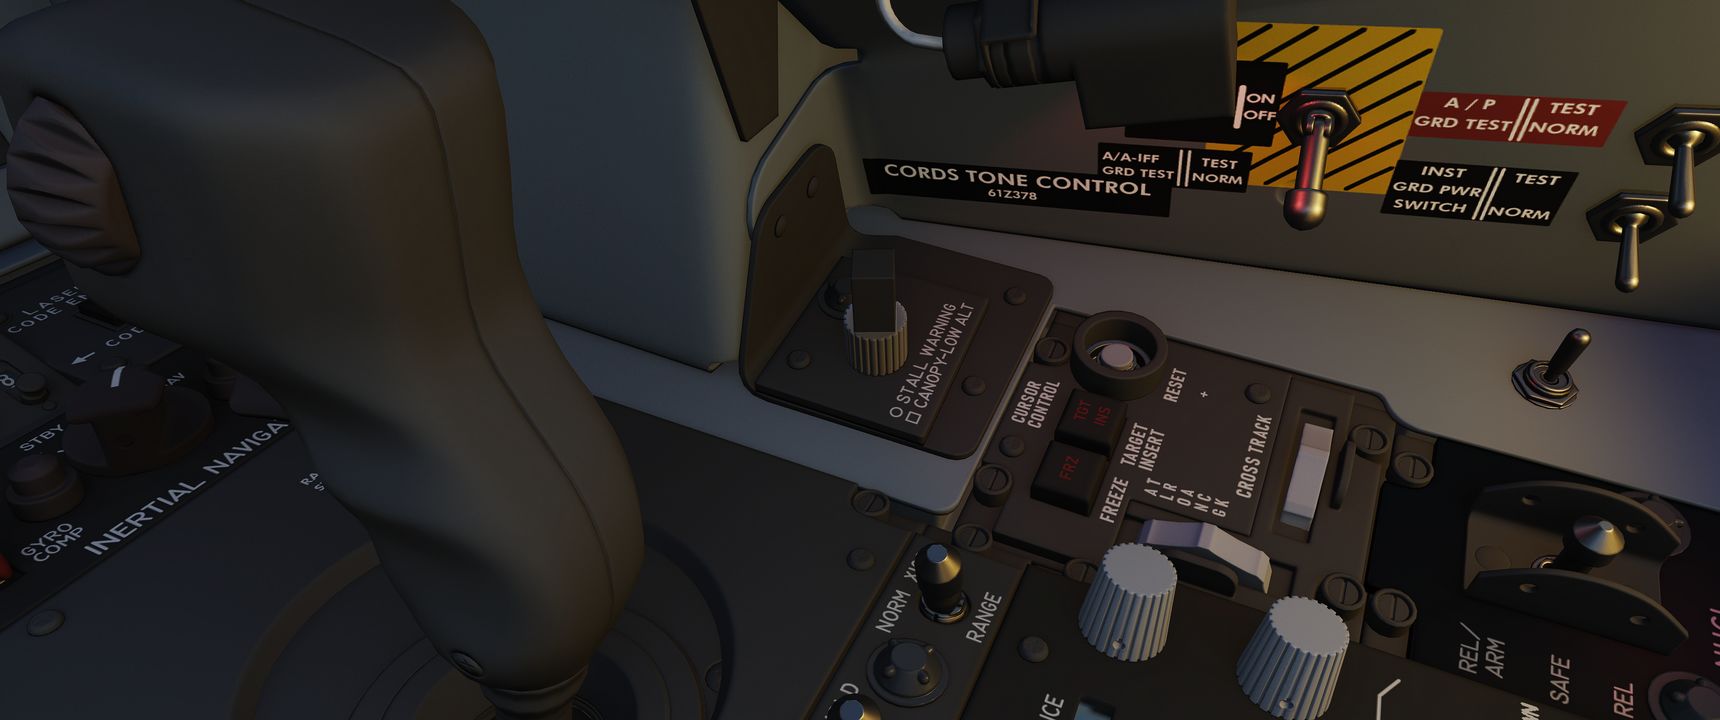 ON
OFF
A / P
GRD TEST
TEST
NORM
A/A-IFF
GRD TEST
TEST
NORM
INST
GRD PWR
SWITCH
TEST
NORM
CORDS TONE CONTROL
61Z378
STALL WARNING
CANOPY-LOW ALT
CURSOR
CONTROL
RESET
+
TGT
INS
FRZ
TARGET
INSERT
FREEZE
AT
LR
OA
NC
GK
CROSS TRACK
STBY
GYRO
COMP
INERTIAL NAVIGA
NORM
RANGE
REL/
ARM
SAFE
REL